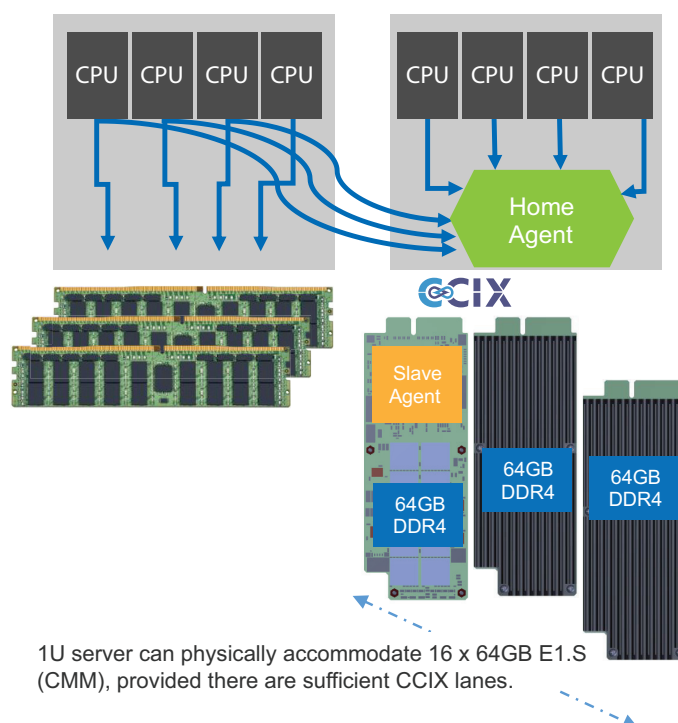 CPU CPU CPU CPU
CPU CPU CPU CPU
Home
Agent
CCIX
Slave
Agent
64GB
DDR4
64GB
DDR4
64GB
DDR4
1U server can physically accommodate 16 x 64GB E1.S
(CMM), provided there are sufficient CCIX lanes.